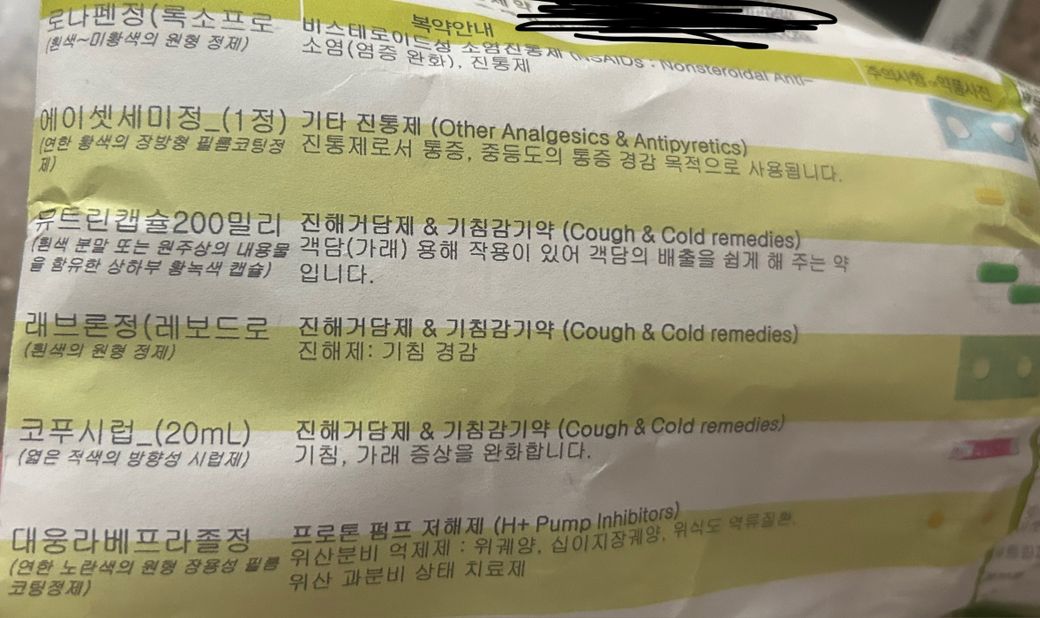 복약안내
주의사항
약품사진
로나펜정(록소프로
(흰색~미황색의 원형 정제)
비스테로이드성 소염진통제 (NSAIDs : Nonsteroidal Anti-
소염(염증 완화), 진통제
에이셋세미정_(1정)
(연한 황색의 장방형 필름코팅정
제)
기타 진통제 (Other Analgesics & Antipyretics)
진통제로서 통증, 중등도의 통증 경감 목적으로 사용됩니다.
뮤트린캡슐200밀리
(흰색 분말 또는 원주상의 내용물
을 함유한 상하부 황녹색 캡슐)
진해거담제 & 기침감기약 (Cough & Cold remedies)
객담(가래) 용해 작용이 있어 객담의 배출을 쉽게 해 주는 약
입니다.
래브론정(레보드로
(흰색의 원형 정제)
진해거담제 & 기침감기약 (Cough & Cold remedies)
진해제: 기침 경감
코푸시럽_(20mL)
(엷은 적색의 방향성 시럽제)
진해거담제 & 기침감기약 (Cough & Cold remedies)
기침, 가래 증상을 완화합니다.
대웅라베프라졸정
(연한 노란색의 원형 장용성 필름
코팅정제)
프로톤 펌프 저해제 (H+ Pump Inhibitors)
위산분비 억제제 : 위궤양, 십이지장궤양, 위식도 역류질환,
위산 과분비 상태 치료제